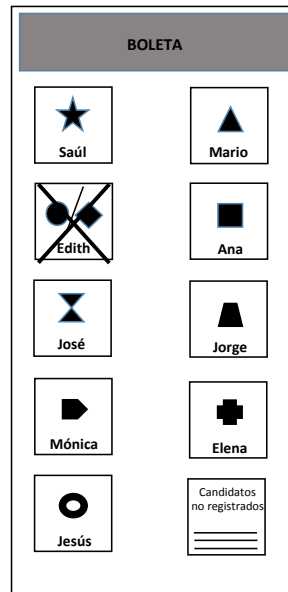 BOLETA
Saúl
Mario
Edith
Ana
José
Jorge
Mónica
Elena
Jesús
Candidatos
no registrados